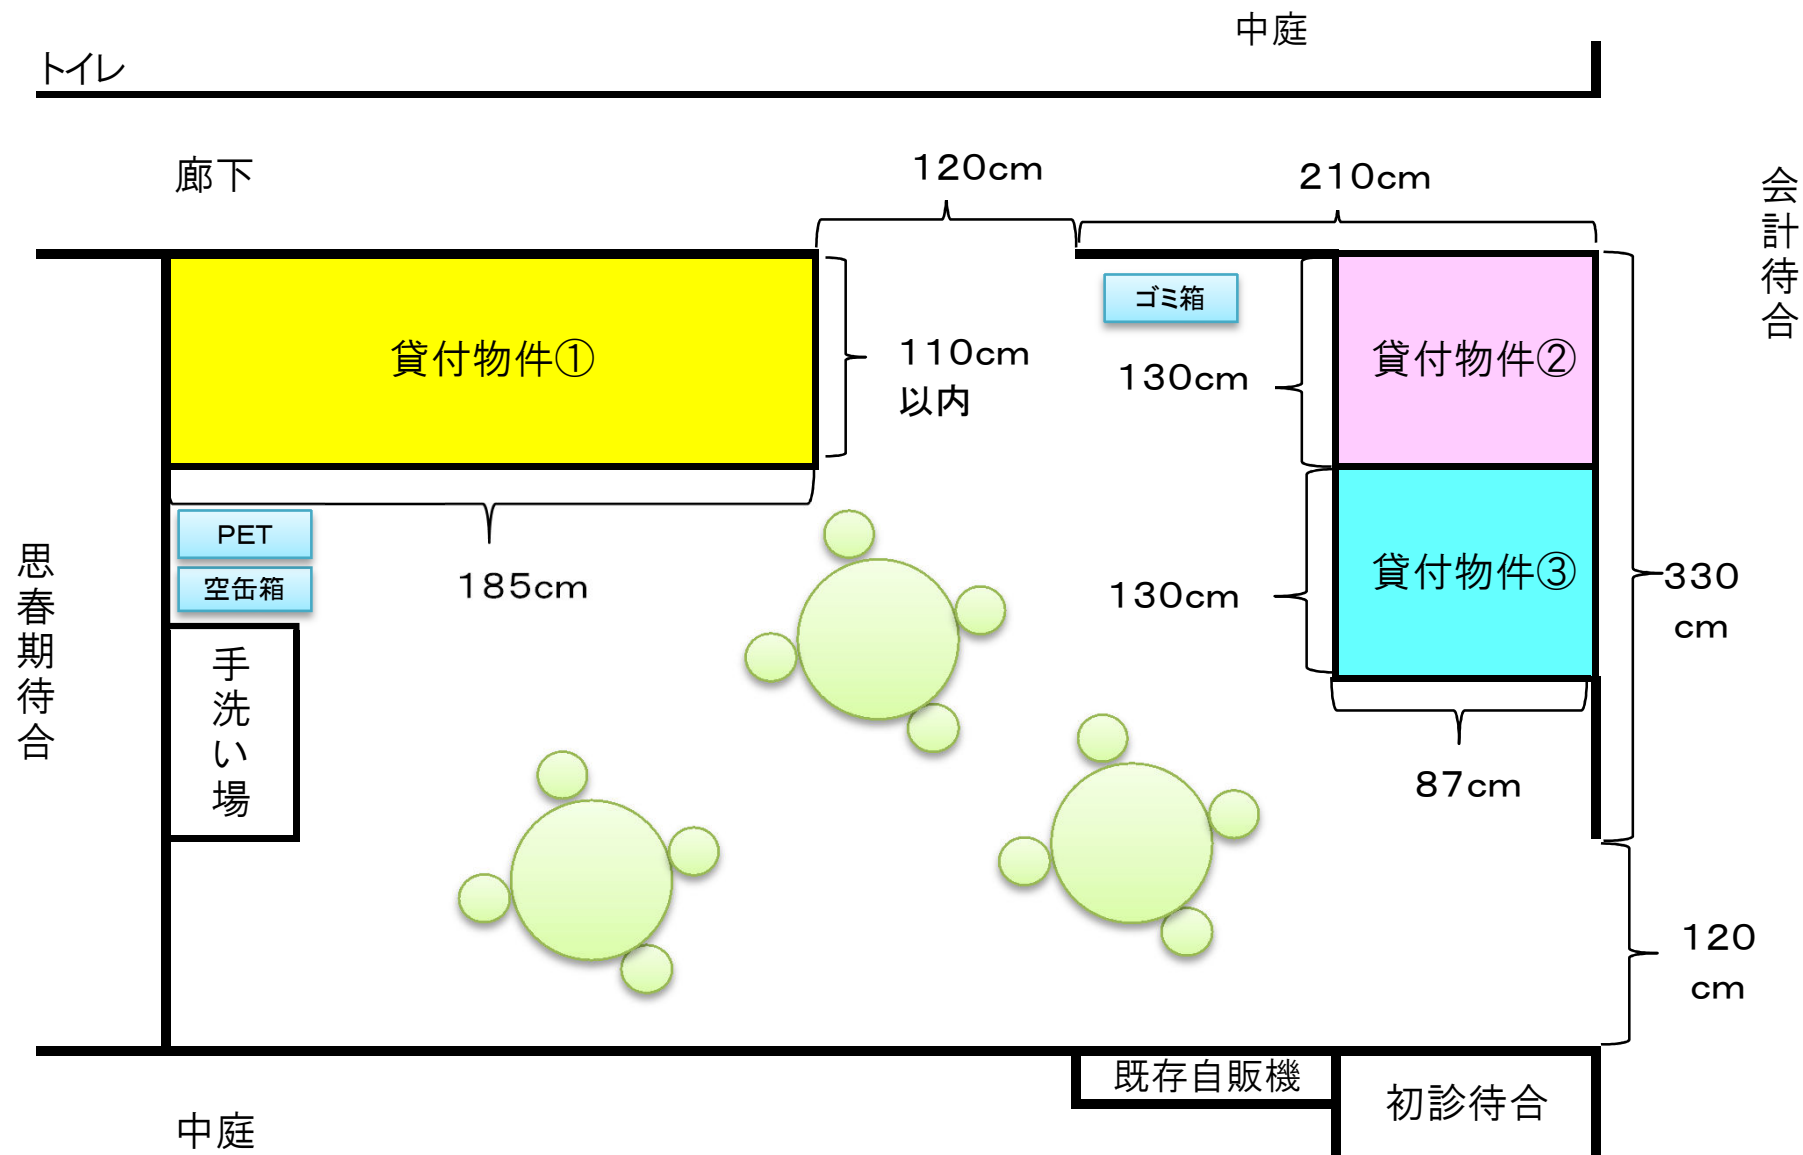 中庭
トイレ
廊下
120cm
210cm
会計待合
ゴミ箱
貸付物件①
110cm
以内
130cm
貸付物件②
PET
空缶箱
185cm
130cm
貸付物件③
330
cm
思春期待合
手洗い場
87cm
120
cm
既存自販機
初診待合
中庭